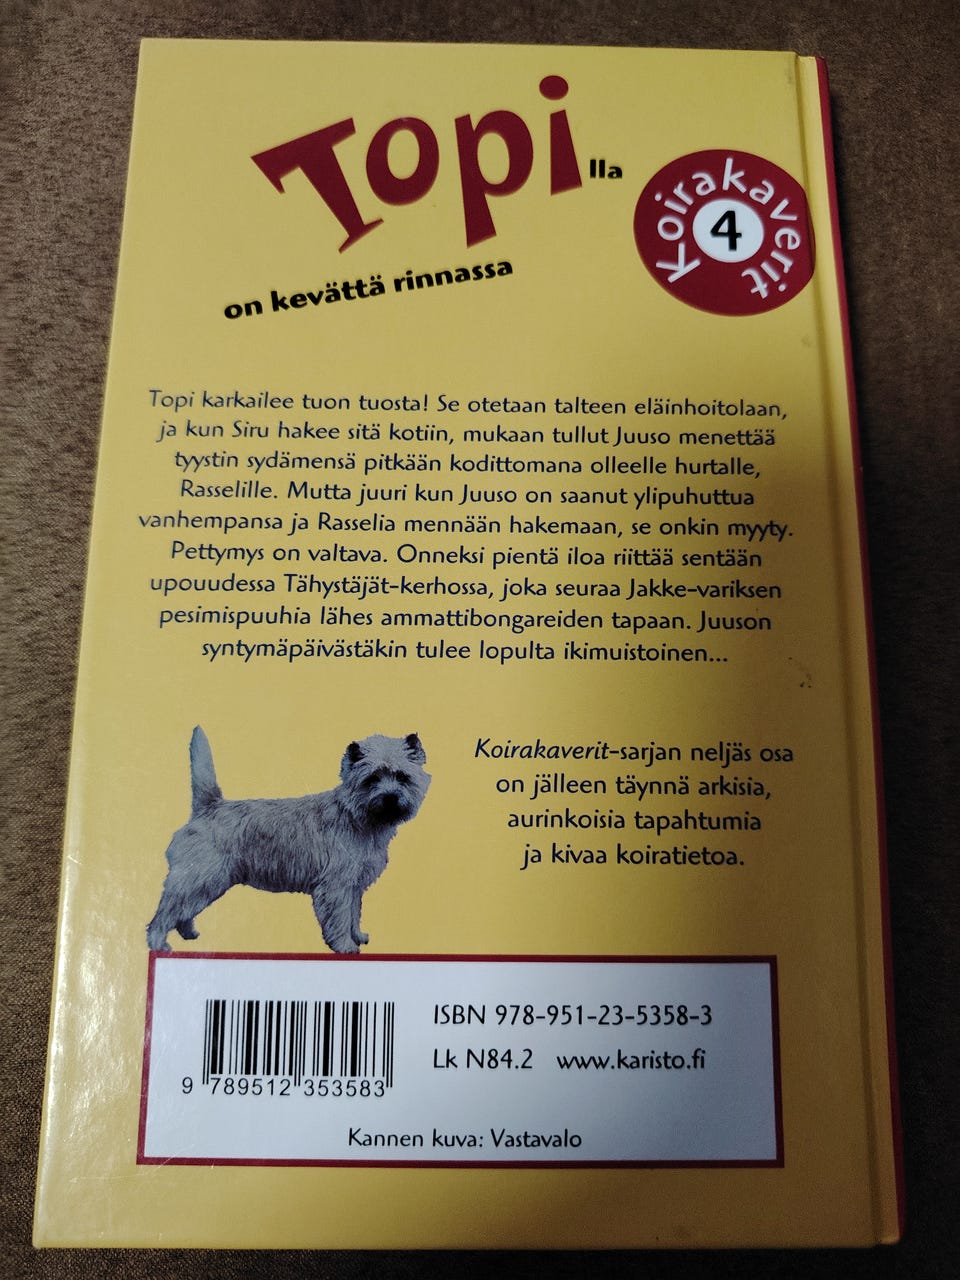 Topilla
on kevättä rinnassa
Koirakaverit
4
Topi karkailee tuon tuosta! Se otetaan talteen eläinhoitolaan,
ja kun Siru hakee sitä kotiin, mukaan tullut Juuso menettää
tyystin sydämensä pitkään kodittomana olleelle hurtalle,
Rasselille. Mutta juuri kun Juuso on saanut ylipuhuttua
vanhempansa ja Rasselia mennään hakemaan, se onkin myyty.
Pettymys on valtava. Onneksi pientä iloa riittää sentään
upouudessa Tähystäjät-kerhossa, joka seuraa Jakke-variksen
pesimispuuhia lähes ammattibongareiden tapaan. Juuson
syntymäpäivästäkin tulee lopulta ikimuistoinen...
Koirakaverit-sarjan neljäs osa
on jälleen täynnä arkisia,
aurinkoisia tapahtumia
ja kivaa koiratietoa.
ISBN 978-951-23-5358-3
Lk N84.2 www.karisto.fi
9 789512 353583
Kannen kuva: Vastavalo